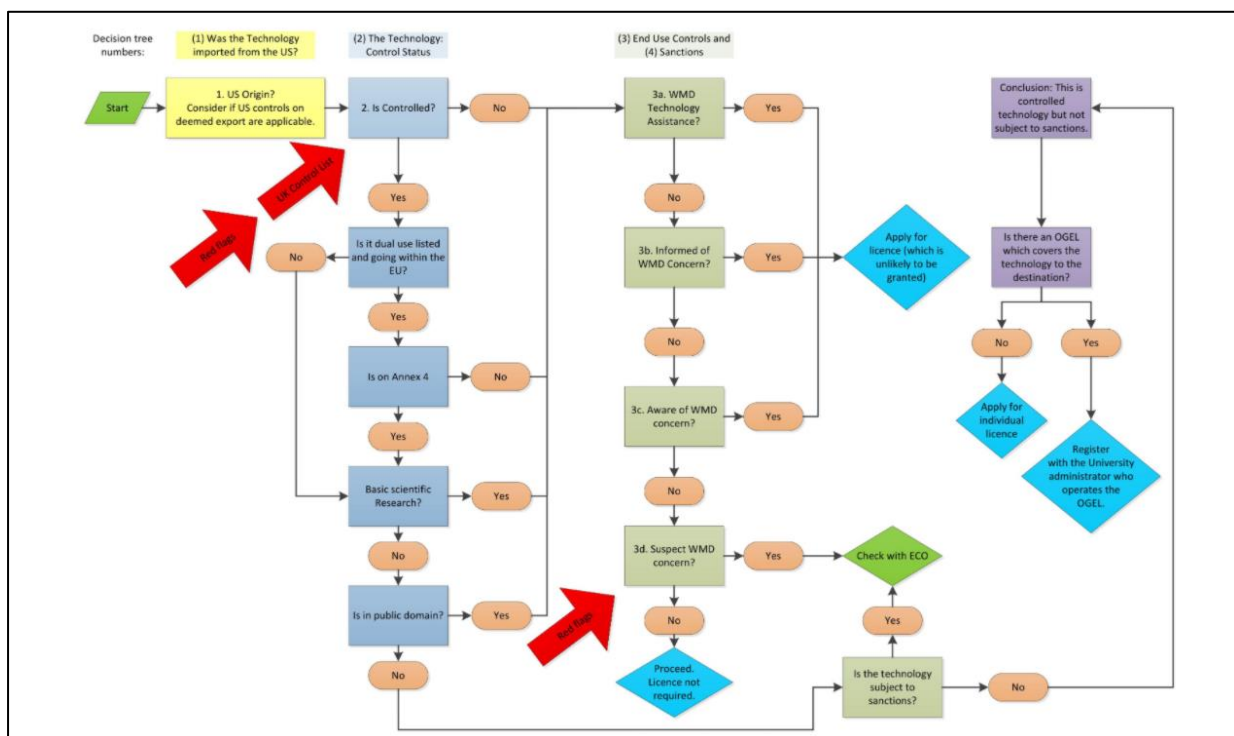 Decision tree
numbers:
(1) Was the Technology
imported from the US?
(2) The Technology:
Control Status
(3) End Use Controls and
(4) Sanctions
Start
1. US Origin?
Consider if US controls on
deemed export are applicable.
2. Is Controlled?
No
3a. WMD
Technology
Assistance?
Yes
Conclusion: This is
controlled
technology but not
subject to sanctions.
UK Control List
Red flags
Yes
No
No
Is it dual use listed
and going within the
EU?
3b. Informed of
WMD Concern?
Yes
Apply for
licence (which is
unlikely to be
granted)
Is there an OGEL
which covers the
technology to the
destination?
Yes
No
No
Yes
Is on Annex 4
No
3c. Aware of WMD
concern?
Yes
Apply for
individual
licence
Yes
Register
with the University
administrator who
operates the
OGEL.
Basic scientific
Research?
Yes
No
No
3d. Suspect WMD
concern?
Yes
Check with ECO
Is in public domain?
Yes
Red flags
No
Yes
No
Proceed.
Licence not
required.
Is the technology
subject to
sanctions?
No